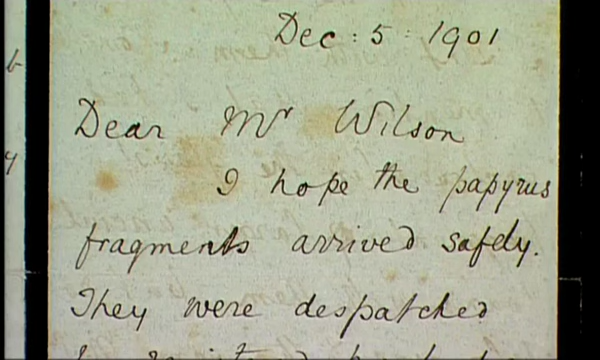 Dec: 5: 1901
Dear Mr Wilson
I hope the papyrus
fragments arrived safely.
They were despatched